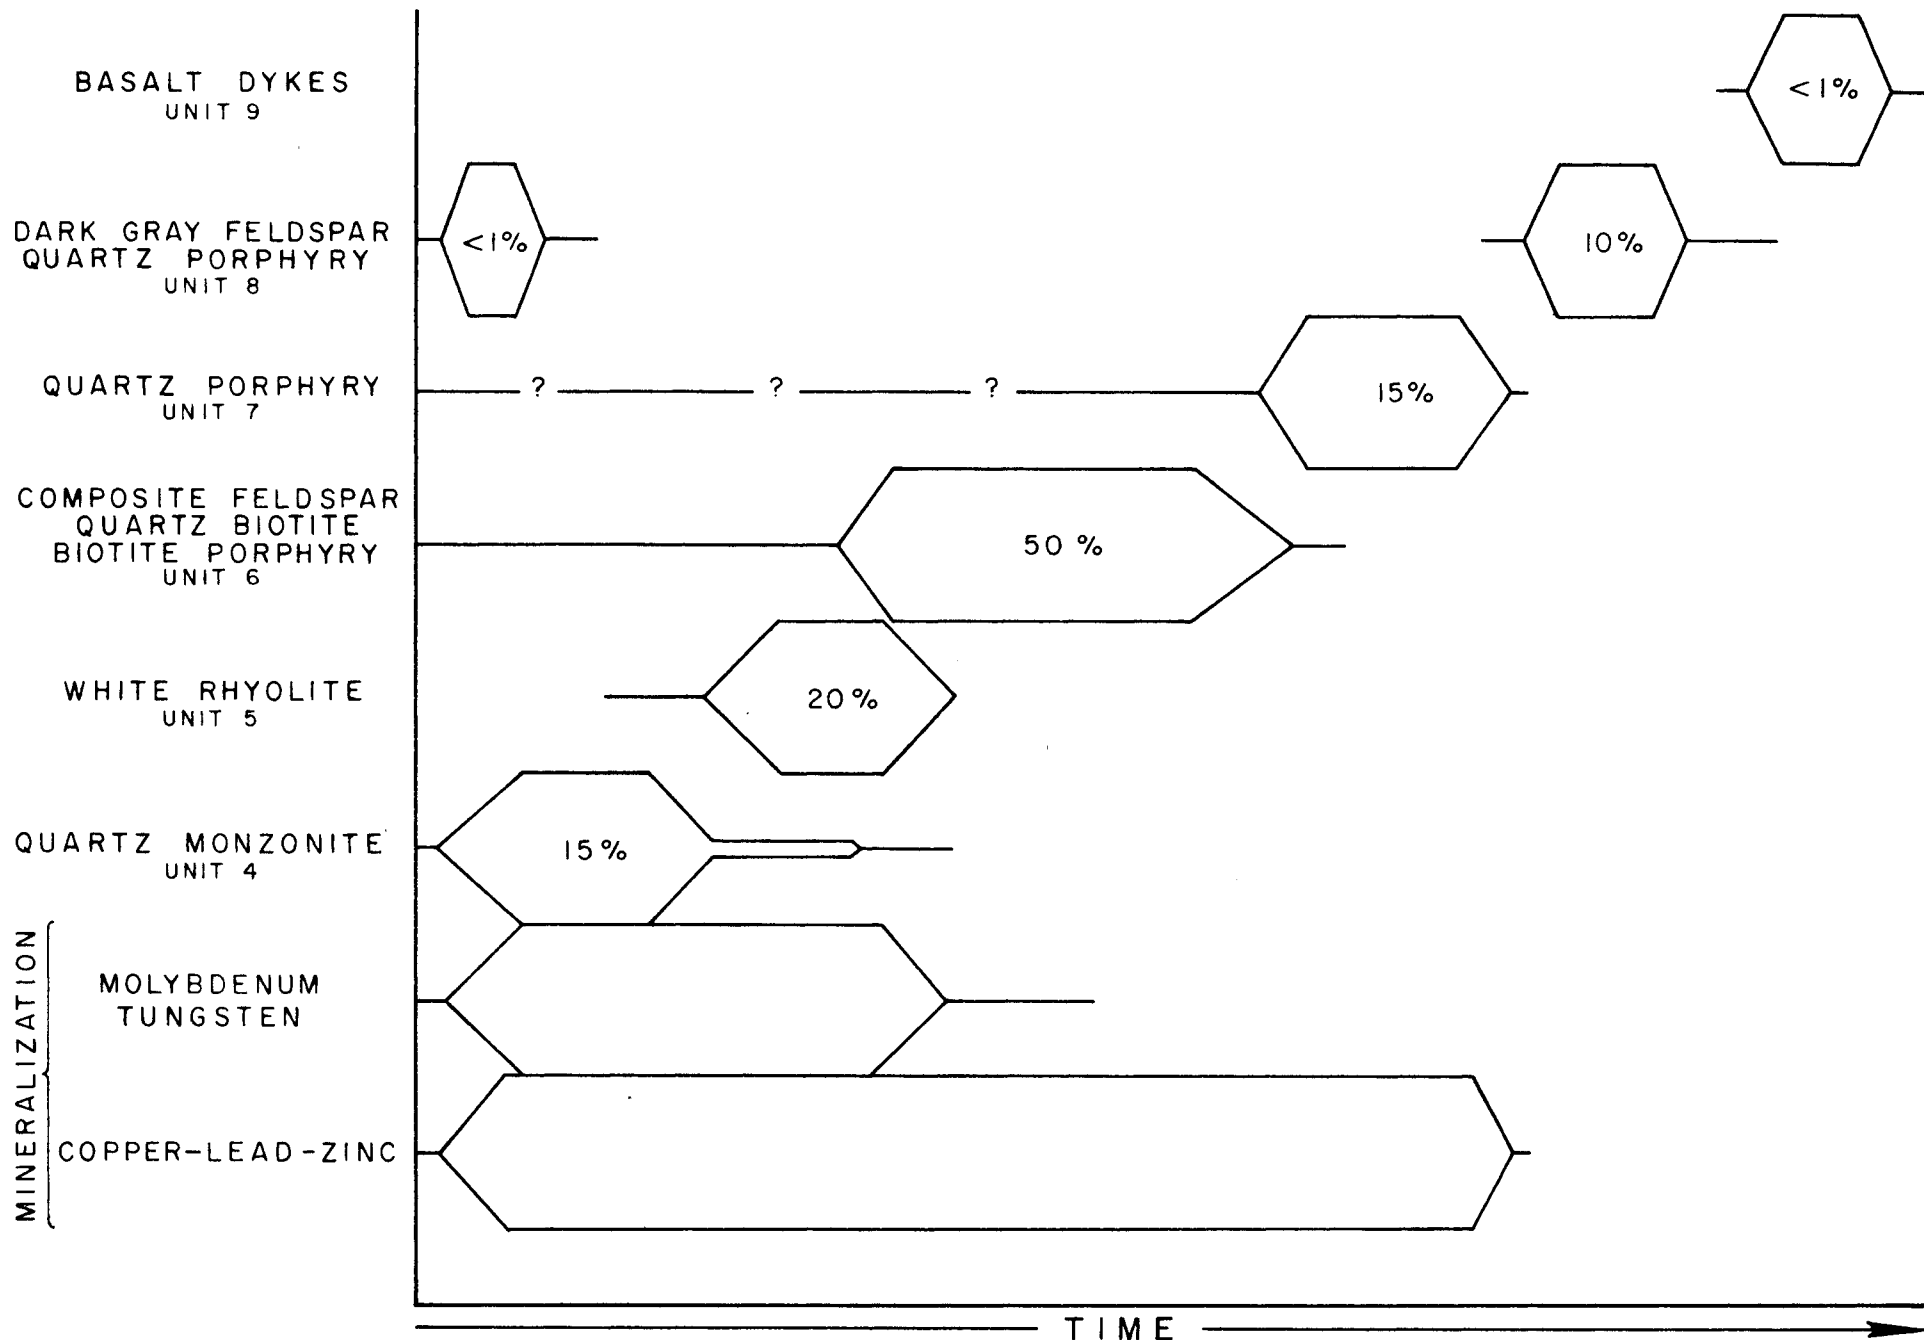 BASALT DYKES
UNIT 9
<1%
DARK GRAY FELDSPAR
QUARTZ PORPHYRY
UNIT 8
<1%
10%
QUARTZ PORPHYRY
UNIT 7
? ? ?
15%
COMPOSITE FELDSPAR
QUARTZ BIOTITE
BIOTITE PORPHYRY
UNIT 6
50%
WHITE RHYOLITE
UNIT 5
20%
QUARTZ MONZONITE
UNIT 4
15%
MINERALIZATION
MOLYBDENUM
TUNGSTEN
COPPER-LEAD-ZINC
TIME